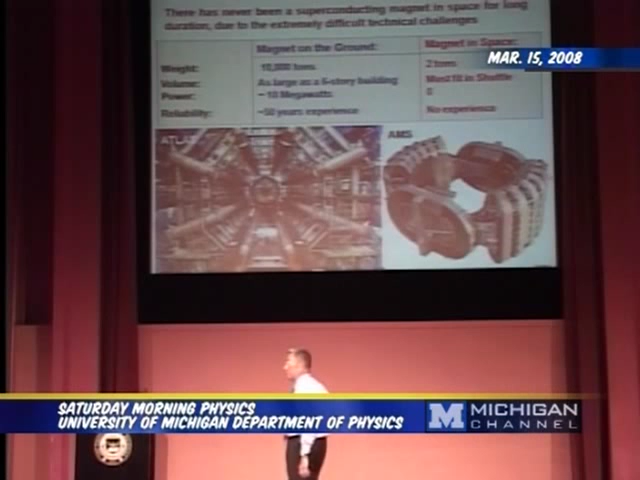 There has never been a superconducting magnet in space for long
duration, due to the extremely difficult technical challenges
Magnet on the Ground: Magnet in Space:
MAR. 15, 2008
Weight: 10,000 tons 2 tons
Volume: As large as a 6-story building Must fit in Shuttle
Power: ~ 10 Megawatts 0
Reliability: ~50 years experience No experience
ATLAS AMS
SATURDAY MORNING PHYSICS
UNIVERSITY OF MICHIGAN DEPARTMENT OF PHYSICS
M MICHIGAN
CHANNEL